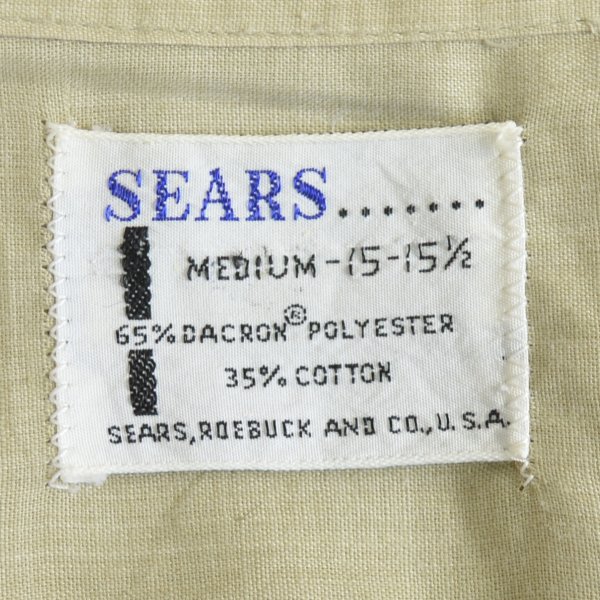 SEARS.......
MEDIUM-15-15½
65% DACRON® POLYESTER
35% COTTON
SEARS, ROEBUCK AND CO., U.S.A.